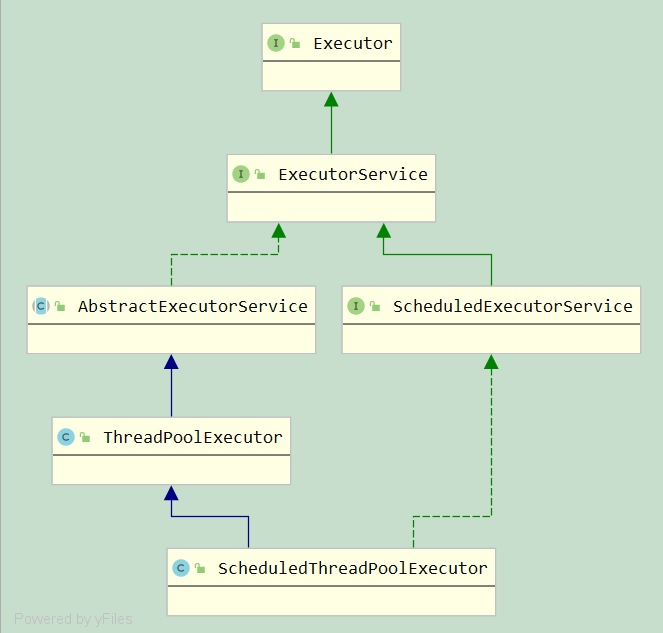 I Executor
I ExecutorService
C AbstractExecutorService
I ScheduledExecutorService
C ThreadPoolExecutor
C ScheduledThreadPoolExecutor
Powered by yFiles